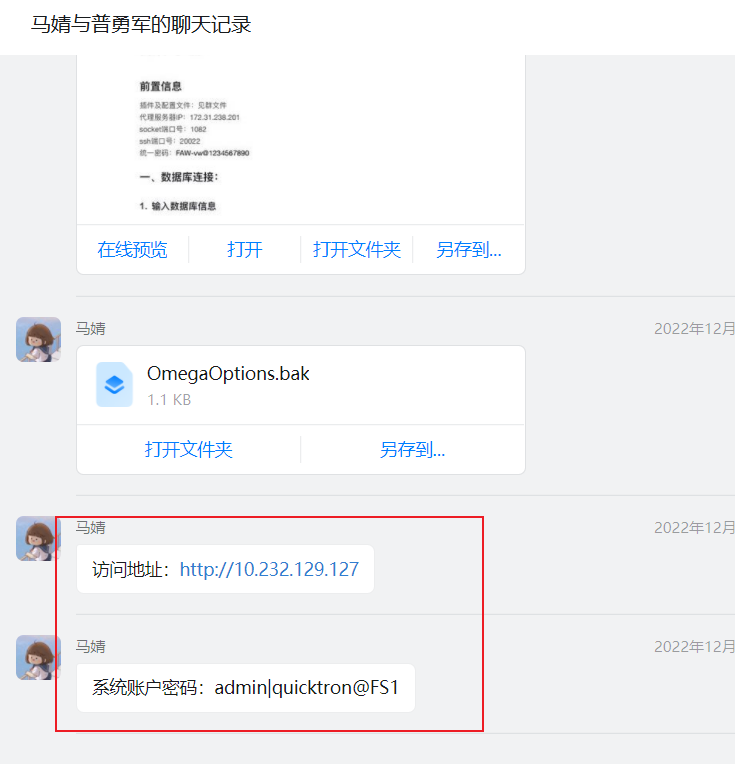 马婧与普勇军的聊天记录
前置信息
插件及配置文件：见群文件
代理服务器IP：172.31.238.201
socket端口号：1082
ssh端口号：20022
统一密码：FAW-vw@1234567890
一、数据库连接：
1. 输入数据库信息
在线预览 打开 打开文件夹 另存到...
马婧 2022年12月
OmegaOptions.bak
1.1 KB
打开文件夹 另存到...
马婧 2022年12月
访问地址：http://10.232.129.127
马婧 2022年12月
系统账户密码：admin|quicktron@FS1